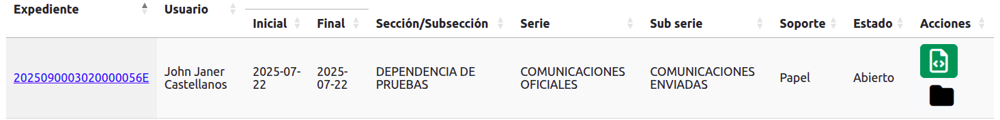 Expediente
Usuario
Inicial
Final
Sección/Subsección
Serie
Sub serie
Soporte
Estado
Acciones
2025090003020000056E
John Janer
Castellanos
2025-07-
22
2025-
07-22
DEPENDENCIA DE
PRUEBAS
COMUNICACIONES
OFICIALES
COMUNICACIONES
ENVIADAS
Papel
Abierto